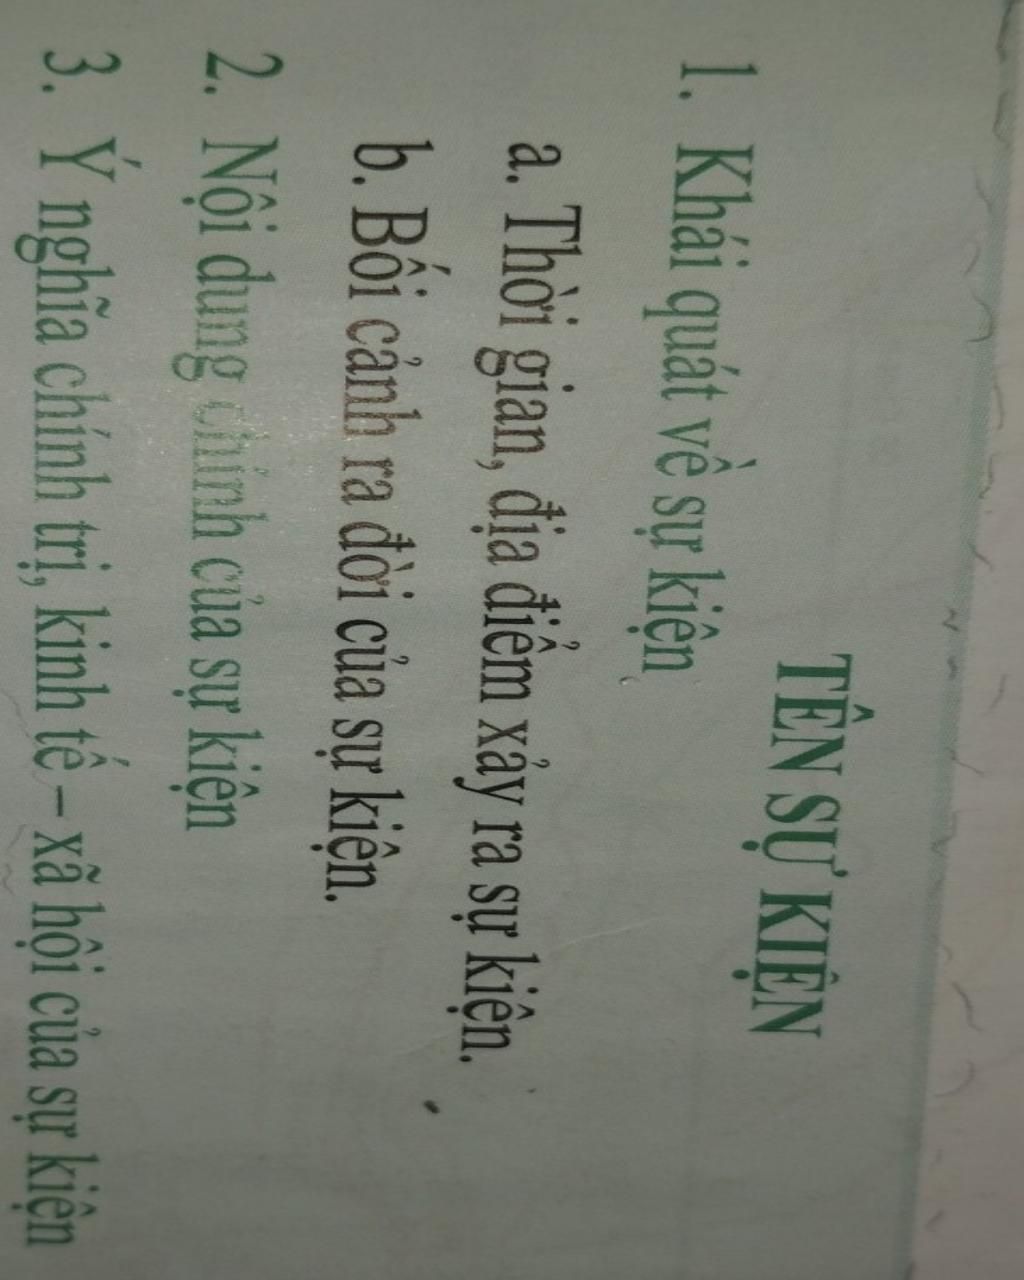 TÊN SỰ KIỆN
1. Khái quát về sự kiện
a. Thời gian, địa điểm xảy ra sự kiện.
b. Bối cảnh ra đời của sự kiện.
2. Nội dung chính của sự kiện
3. Ý nghĩa chính trị, kinh tế – xã hội của sự kiện